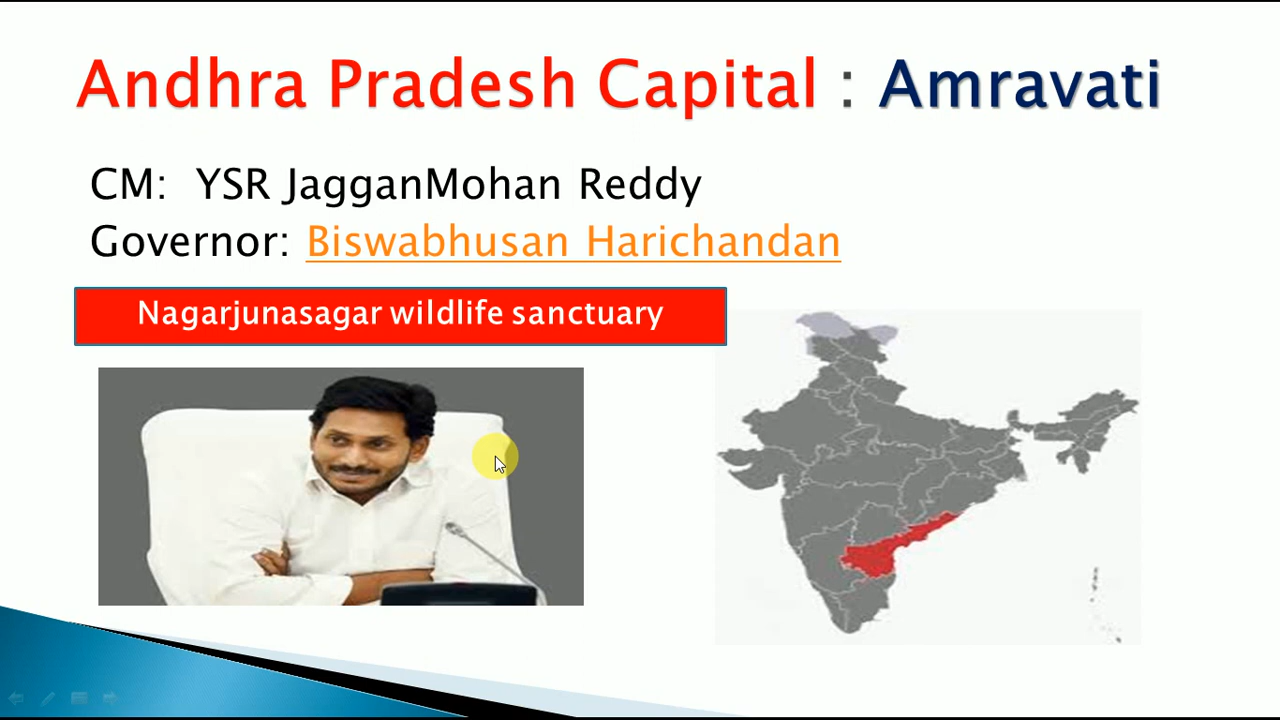 Andhra Pradesh Capital : Amravati
CM: YSR JagganMohan Reddy
Governor: Biswabhusan Harichandan
Nagarjunasagar wildlife sanctuary